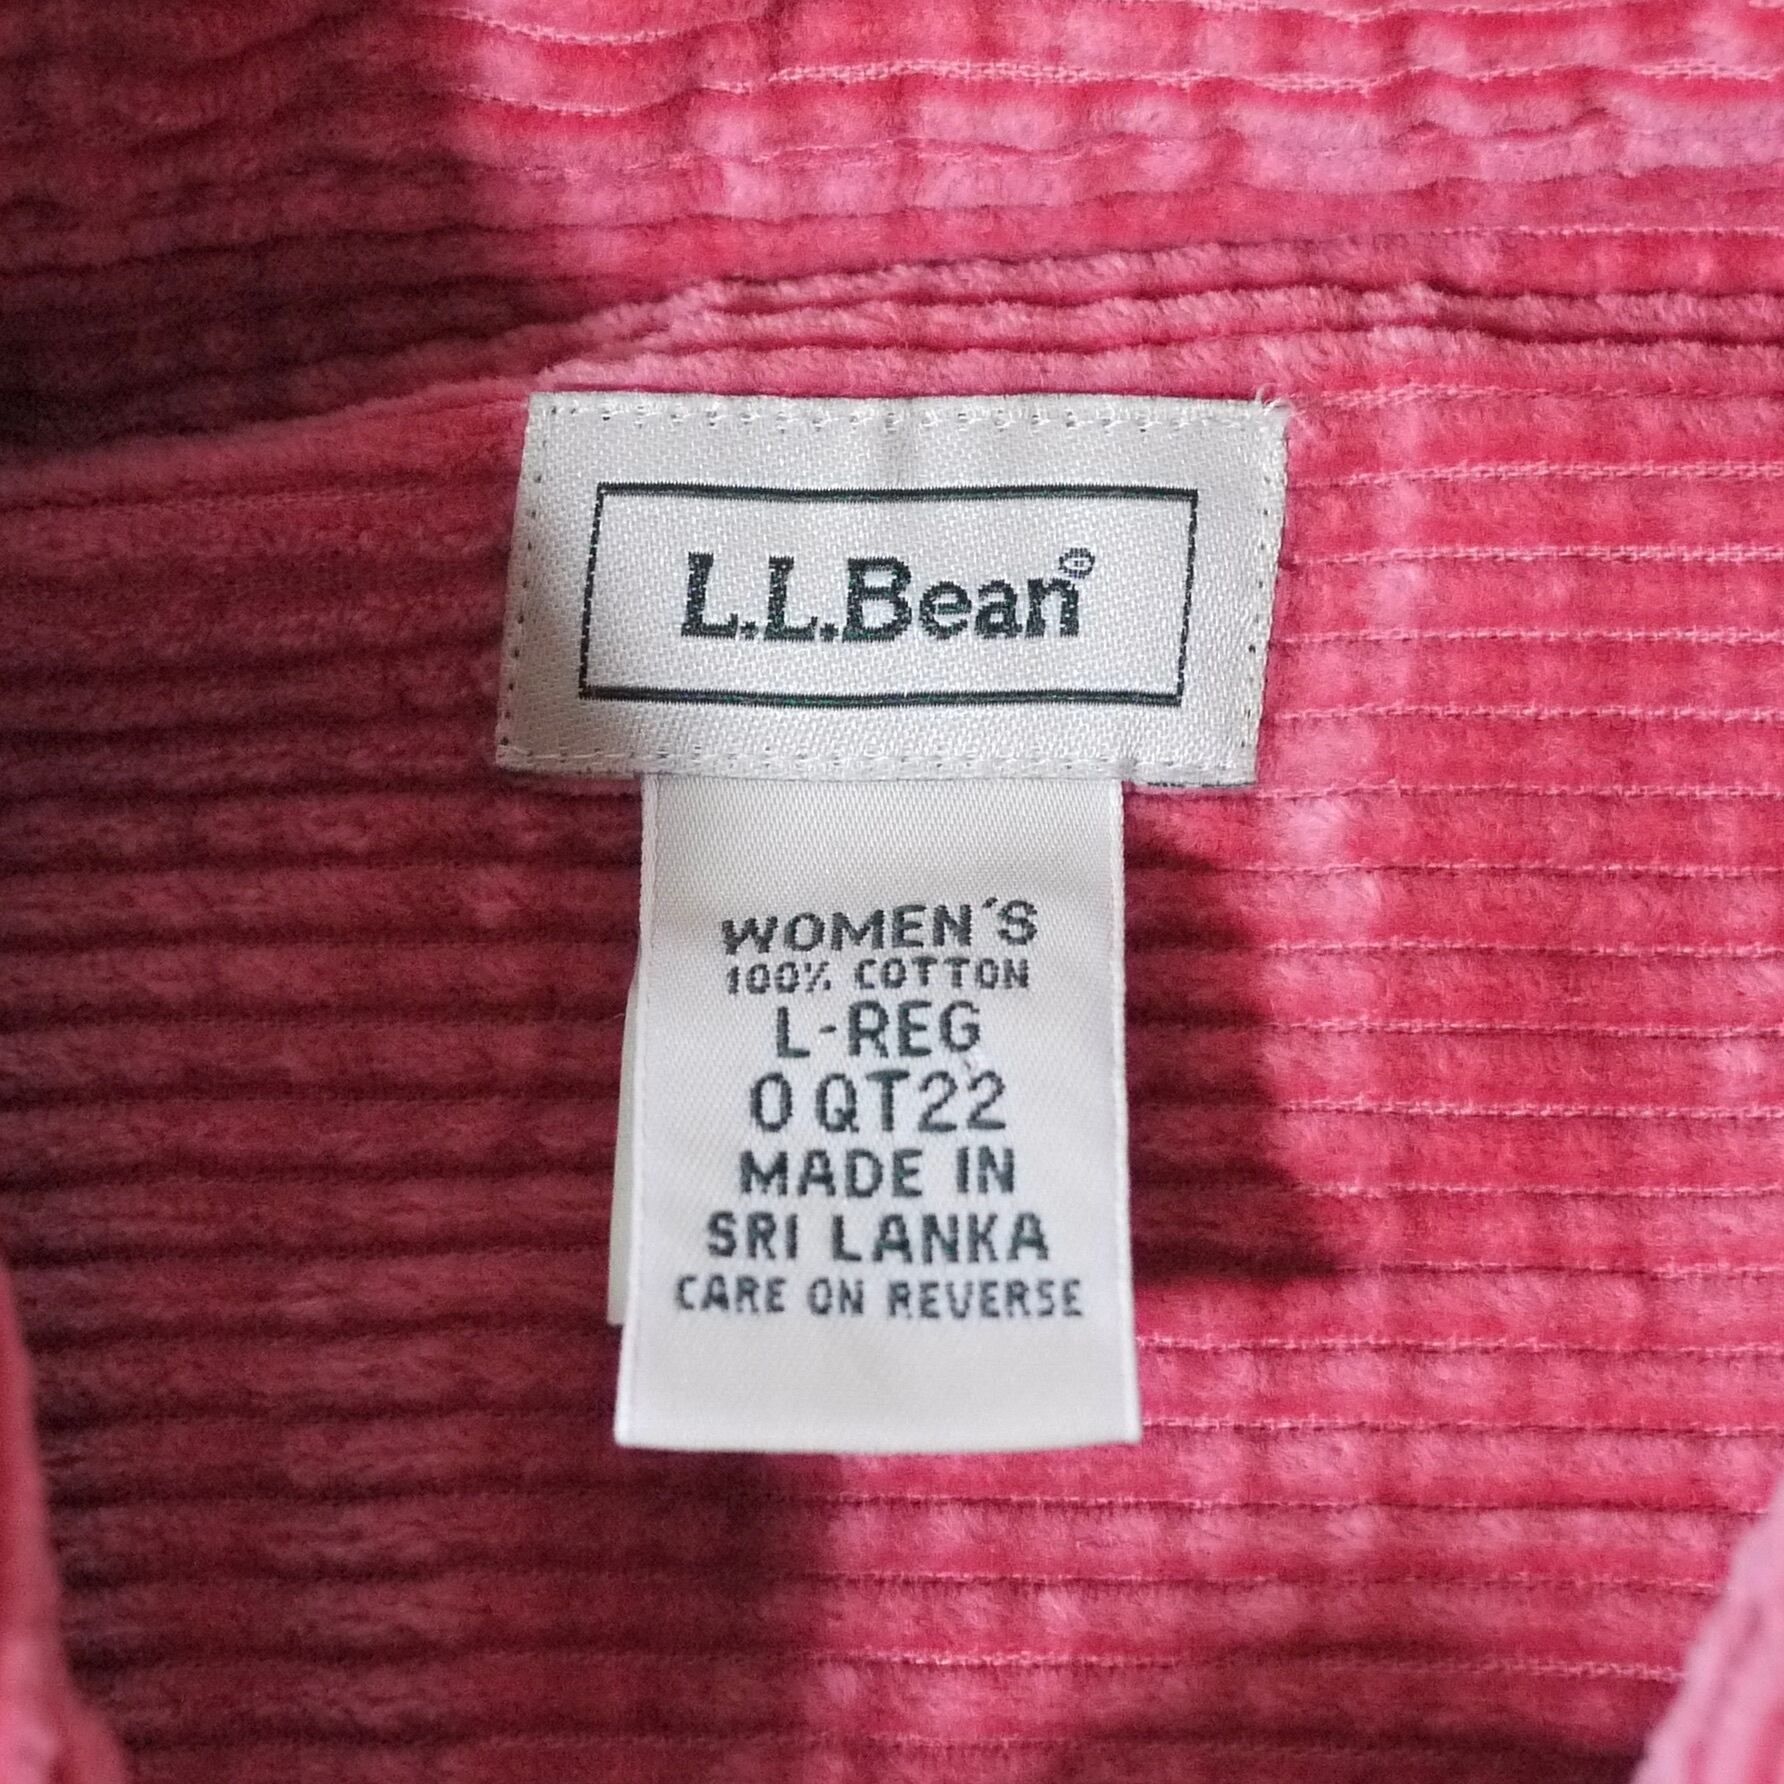 L.L.Bean®
WOMEN'S
100% COTTON
L-REG
0 QT22
MADE IN
SRI LANKA
CARE ON REVERSE